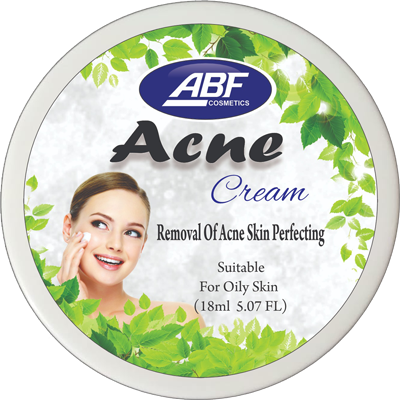 ABF
COSMETICS
Acne
Cream
Removal Of Acne Skin Perfecting
Suitable
For Oily Skin
(18ml 5.07 FL)